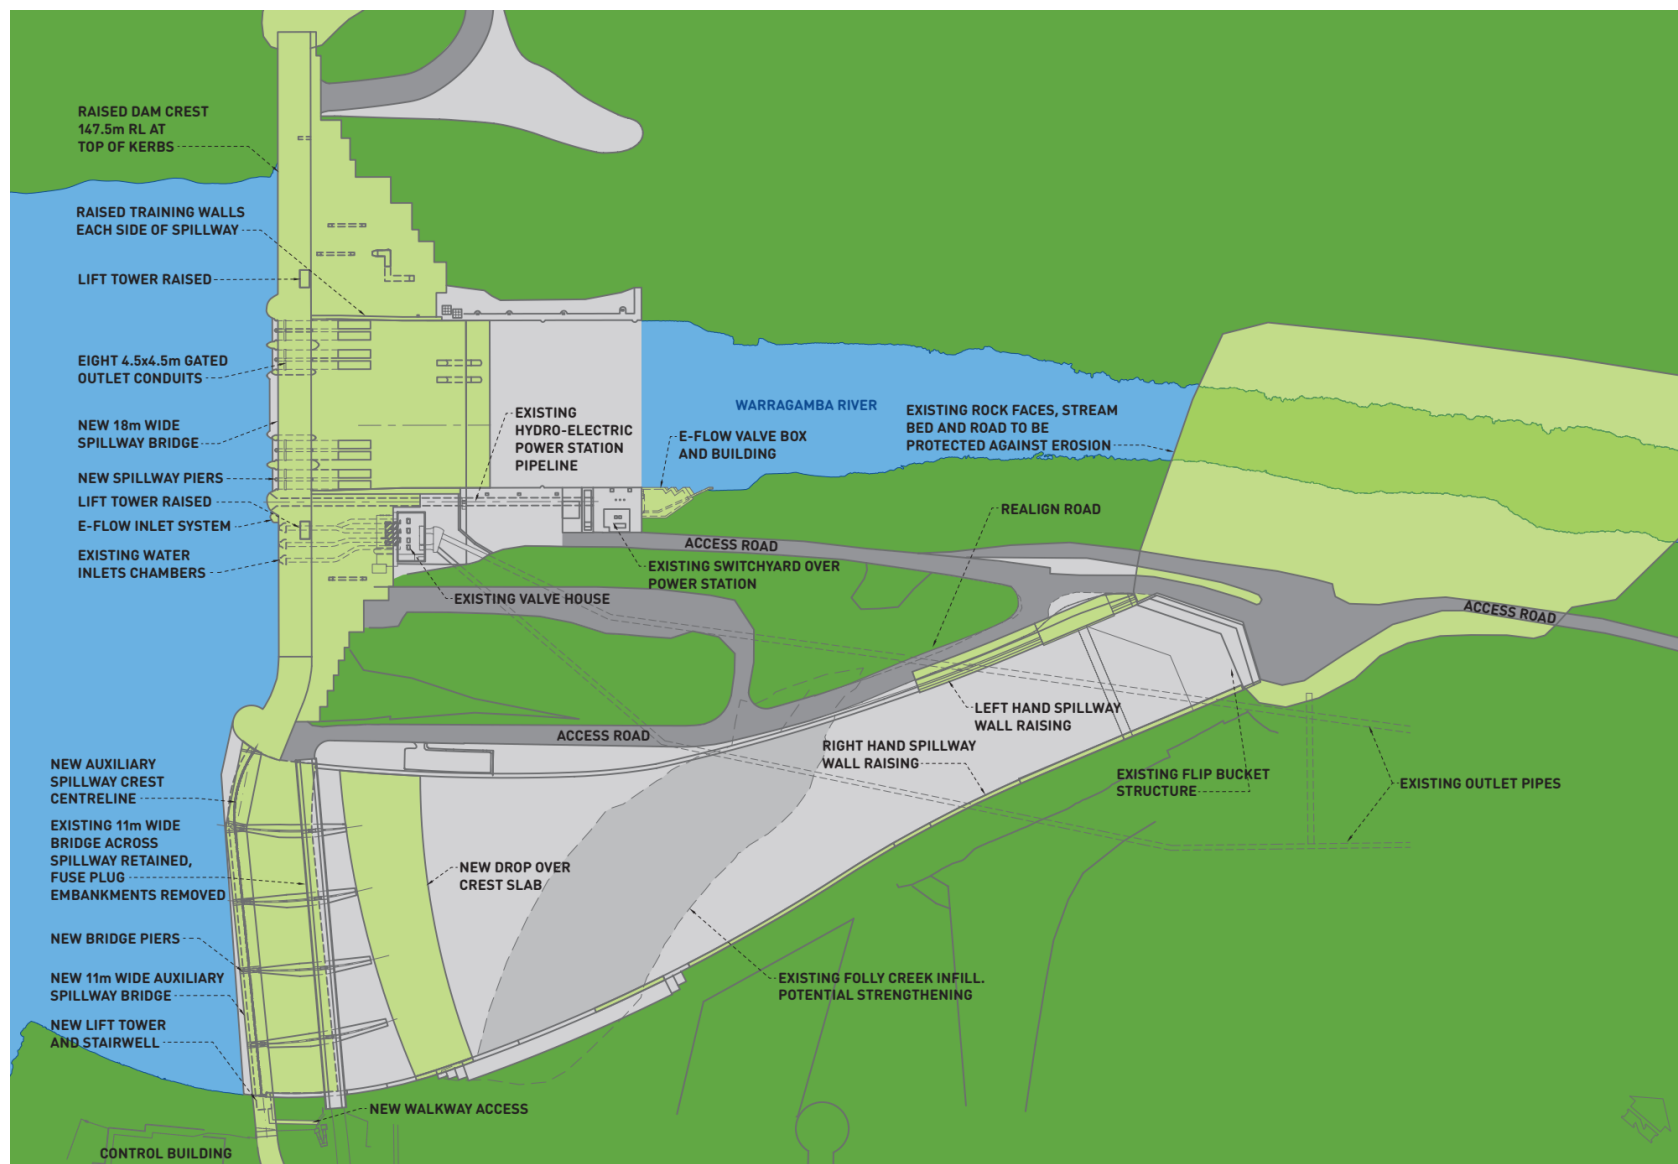 RAISED DAM CREST
147.5m RL AT
TOP OF KERBS
RAISED TRAINING WALLS
EACH SIDE OF SPILLWAY
LIFT TOWER RAISED
EIGHT 4.5x4.5m GATED
OUTLET CONDUITS
NEW 18m WIDE
SPILLWAY BRIDGE
NEW SPILLWAY PIERS
LIFT TOWER RAISED
E-FLOW INLET SYSTEM
EXISTING WATER
INLETS CHAMBERS
EXISTING
HYDRO-ELECTRIC
POWER STATION
PIPELINE
WARRAGAMBA RIVER
E-FLOW VALVE BOX
AND BUILDING
EXISTING ROCK FACES, STREAM
BED AND ROAD TO BE
PROTECTED AGAINST EROSION
REALIGN ROAD
ACCESS ROAD
EXISTING SWITCHYARD OVER
POWER STATION
EXISTING VALVE HOUSE
ACCESS ROAD
ACCESS ROAD
LEFT HAND SPILLWAY
WALL RAISING
RIGHT HAND SPILLWAY
WALL RAISING
EXISTING FLIP BUCKET
STRUCTURE
EXISTING OUTLET PIPES
NEW AUXILIARY
SPILLWAY CREST
CENTRELINE
EXISTING 11m WIDE
BRIDGE ACROSS
SPILLWAY RETAINED,
FUSE PLUG
EMBANKMENTS REMOVED
NEW DROP OVER
CREST SLAB
NEW BRIDGE PIERS
NEW 11m WIDE AUXILIARY
SPILLWAY BRIDGE
EXISTING FOLLY CREEK INFILL.
POTENTIAL STRENGTHENING
NEW LIFT TOWER
AND STAIRWELL
NEW WALKWAY ACCESS
CONTROL BUILDING
N